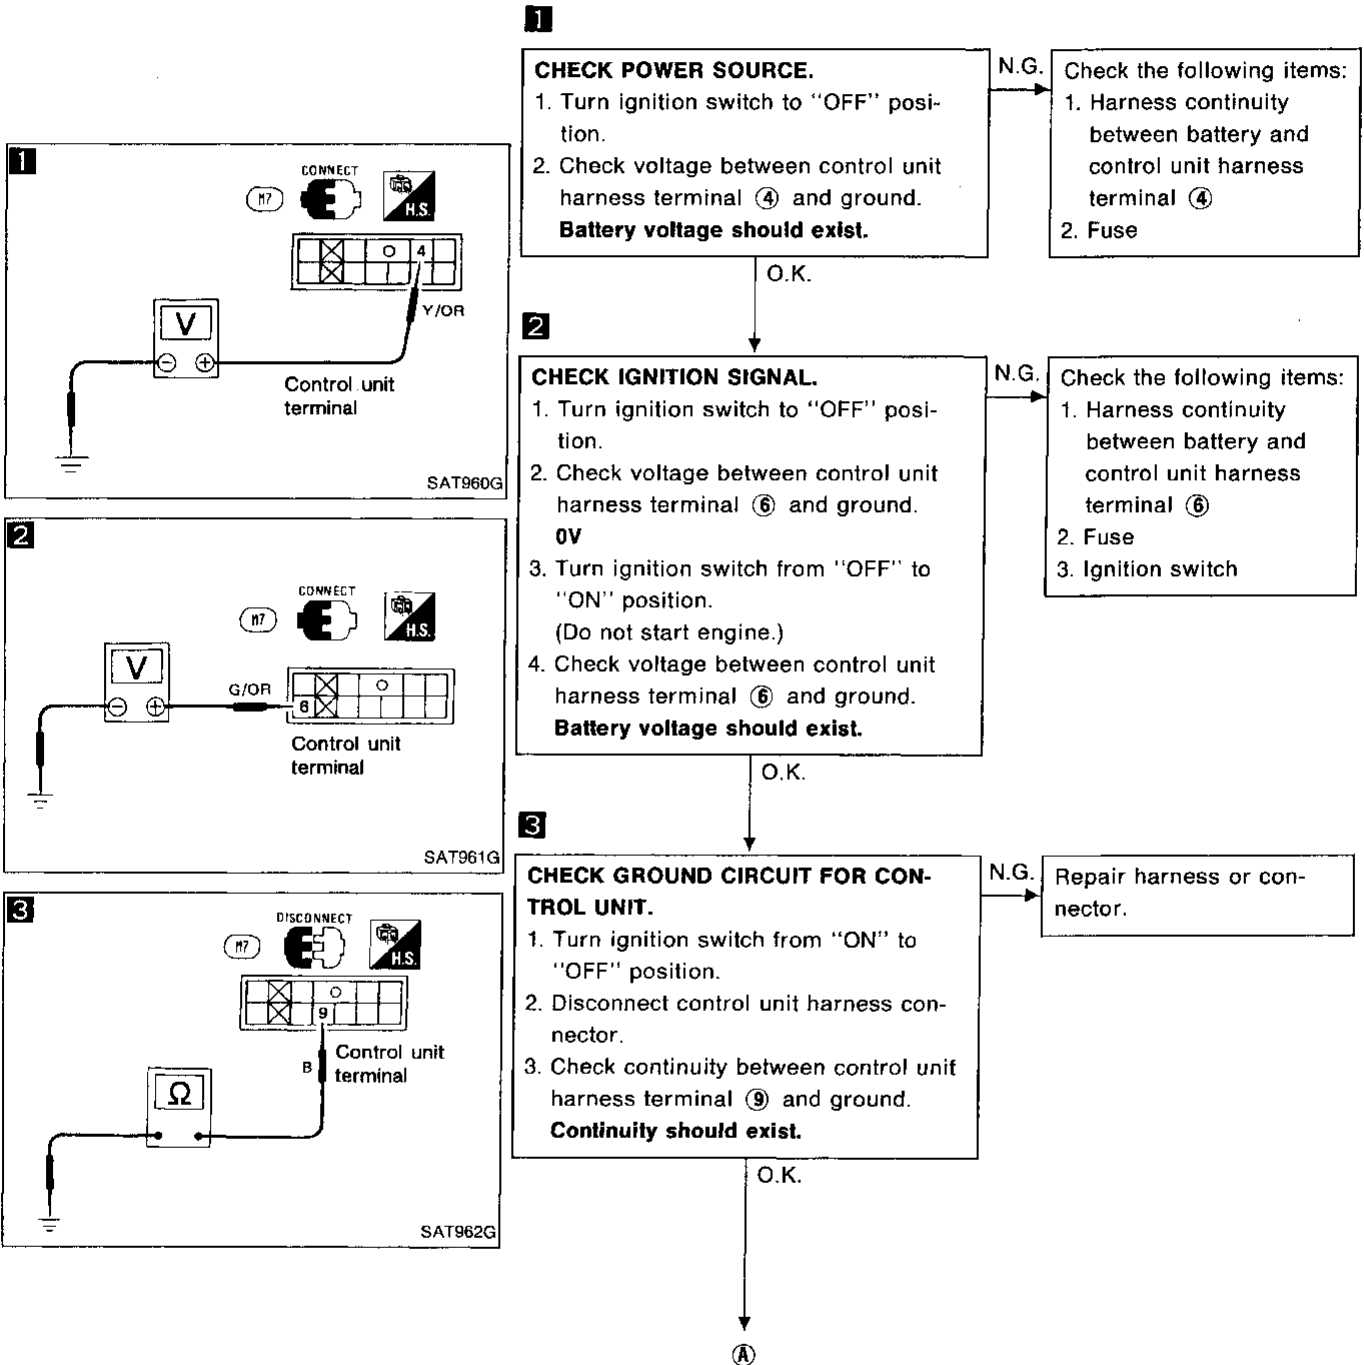 1
CHECK POWER SOURCE.
1. Turn ignition switch to "OFF" posi-
tion.
2. Check voltage between control unit
harness terminal ④ and ground.
Battery voltage should exist.
N.G.
Check the following items:
1. Harness continuity
between battery and
control unit harness
terminal ④
2. Fuse
O.K.
1
CONNECT
M7
H.S.
4
Y/OR
V
⊖ ⊕
Control unit
terminal
SAT960G
2
CHECK IGNITION SIGNAL.
1. Turn ignition switch to "OFF" posi-
tion.
2. Check voltage between control unit
harness terminal ⑥ and ground.
0V
3. Turn ignition switch from "OFF" to
"ON" position.
(Do not start engine.)
4. Check voltage between control unit
harness terminal ⑥ and ground.
Battery voltage should exist.
N.G.
Check the following items:
1. Harness continuity
between battery and
control unit harness
terminal ⑥
2. Fuse
3. Ignition switch
O.K.
2
CONNECT
M7
H.S.
V
G/OR
⊖ ⊕
6
Control unit
terminal
SAT961G
3
CHECK GROUND CIRCUIT FOR CON-
TROL UNIT.
1. Turn ignition switch from "ON" to
"OFF" position.
2. Disconnect control unit harness con-
nector.
3. Check continuity between control unit
harness terminal ⑨ and ground.
Continuity should exist.
N.G.
Repair harness or con-
nector.
O.K.
3
DISCONNECT
M7
H.S.
9
Control unit
terminal
B
Ω
SAT962G
Ⓐ